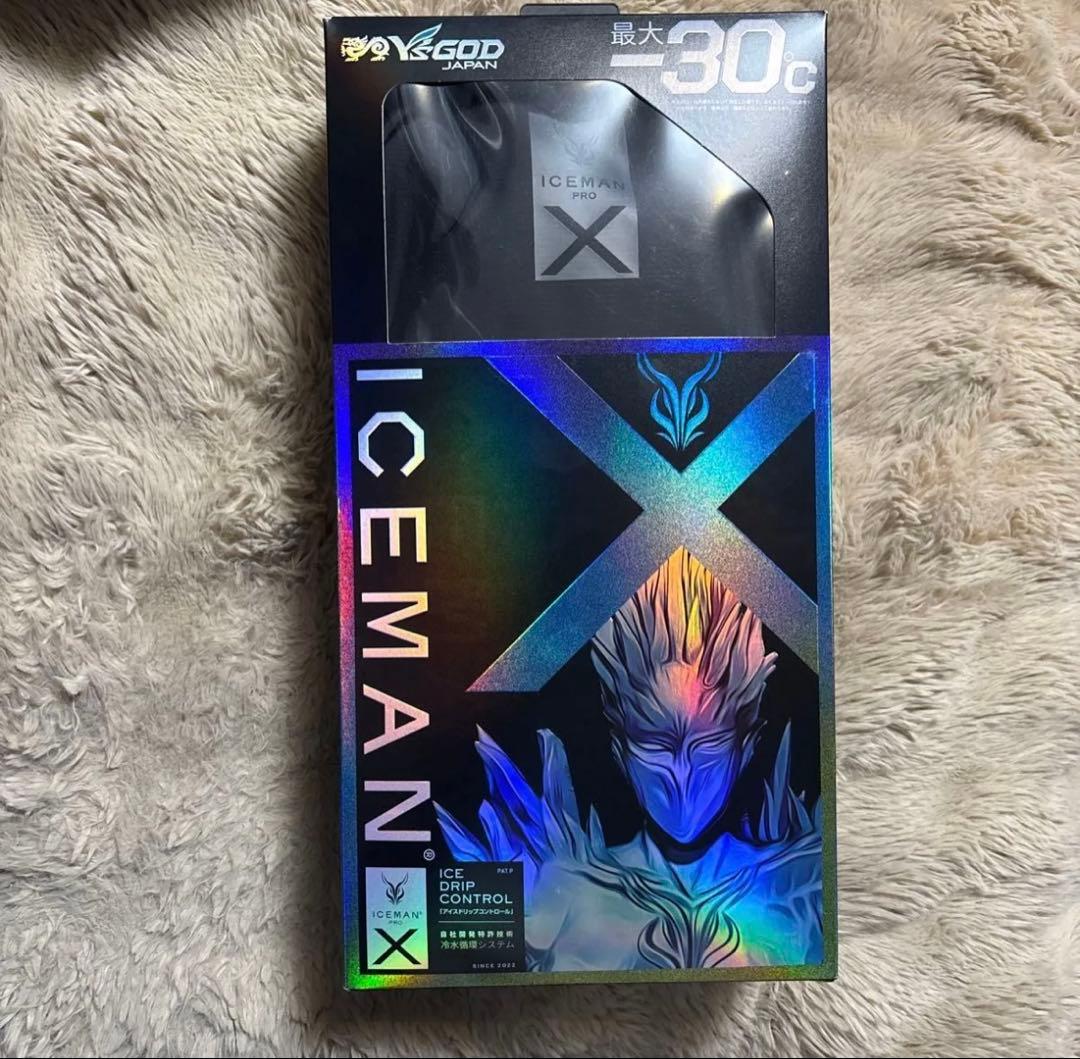 Y'sGOD
JAPAN
最大
-30℃
ICEMAN
PRO
X
ICEMAN®
ICEMAN®
PRO
X
ICE
DRIP
CONTROL
PAT.P
「アイスドリップコントロール」
自社開発特許技術
冷水循環システム
SINCE 2022